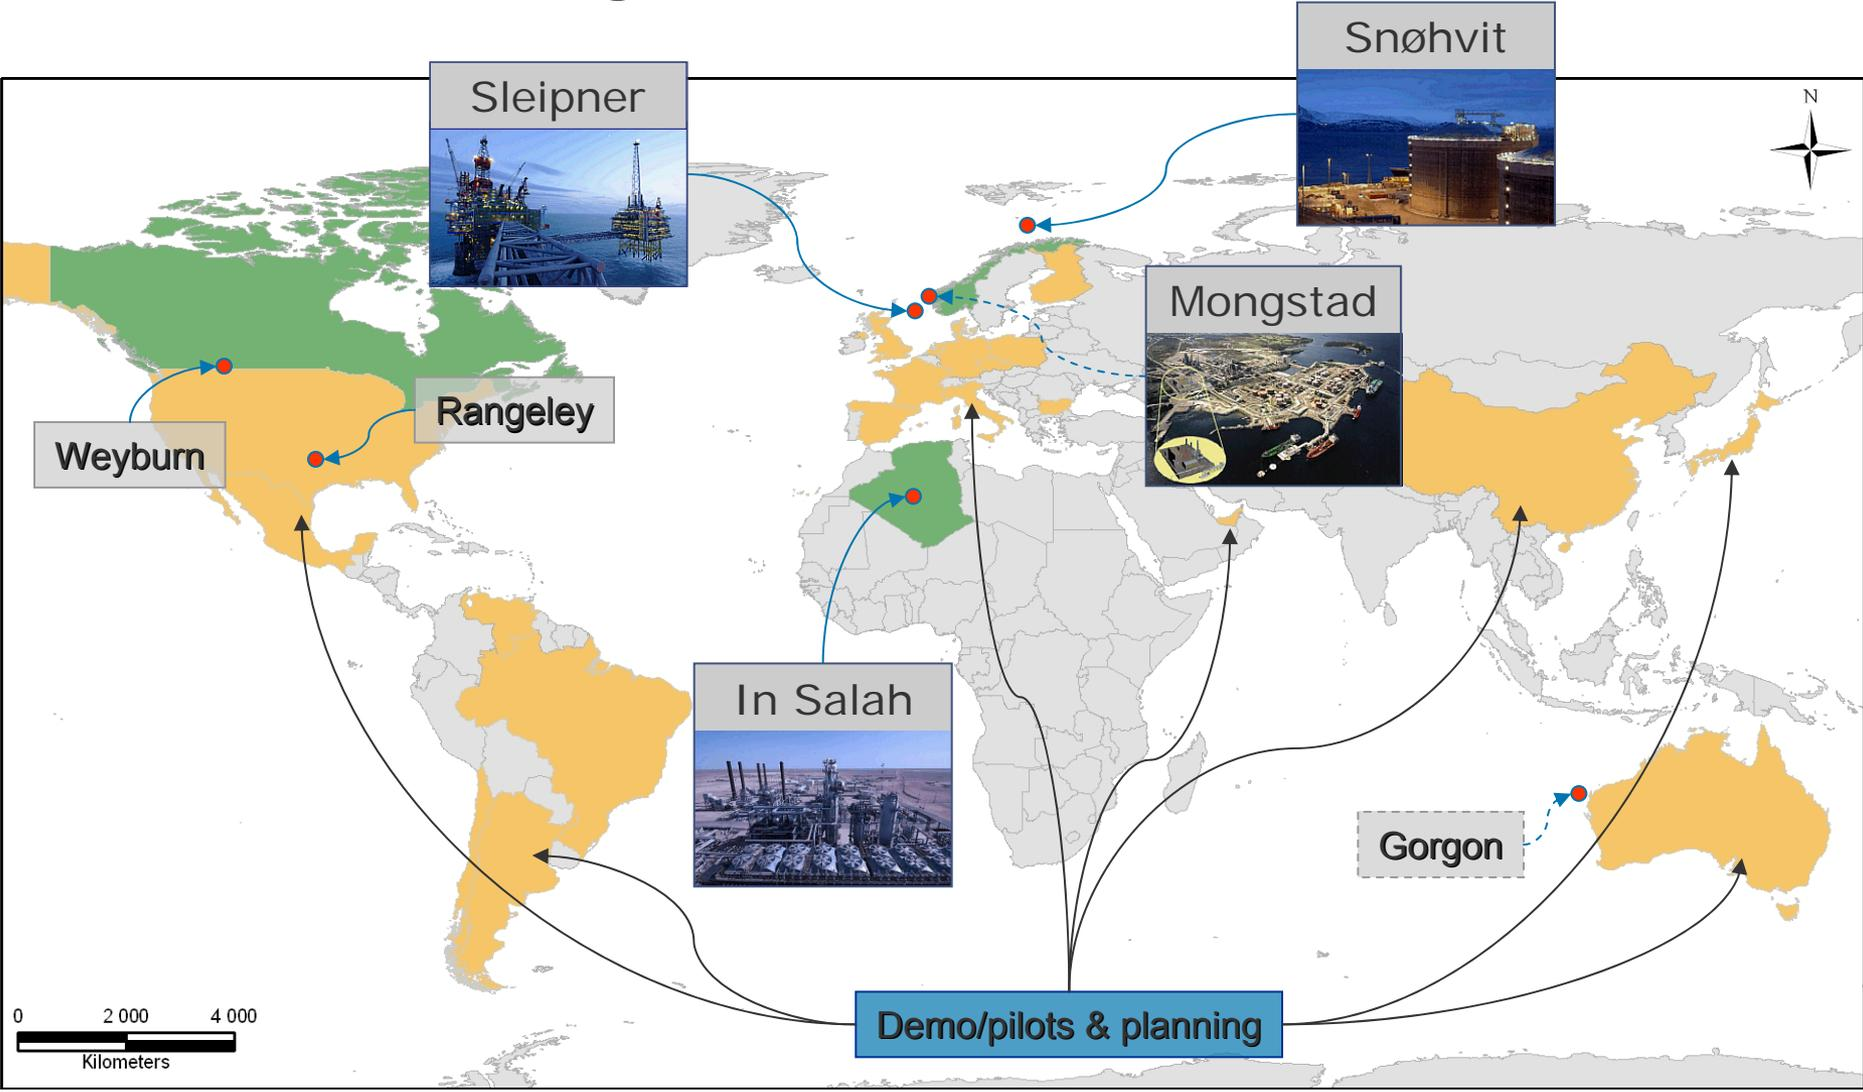 Snøhvit
Sleipner
N
Mongstad
Rangeley
Weyburn
In Salah
Gorgon
0 2 000 4 000
Kilometers
Demo/pilots & planning